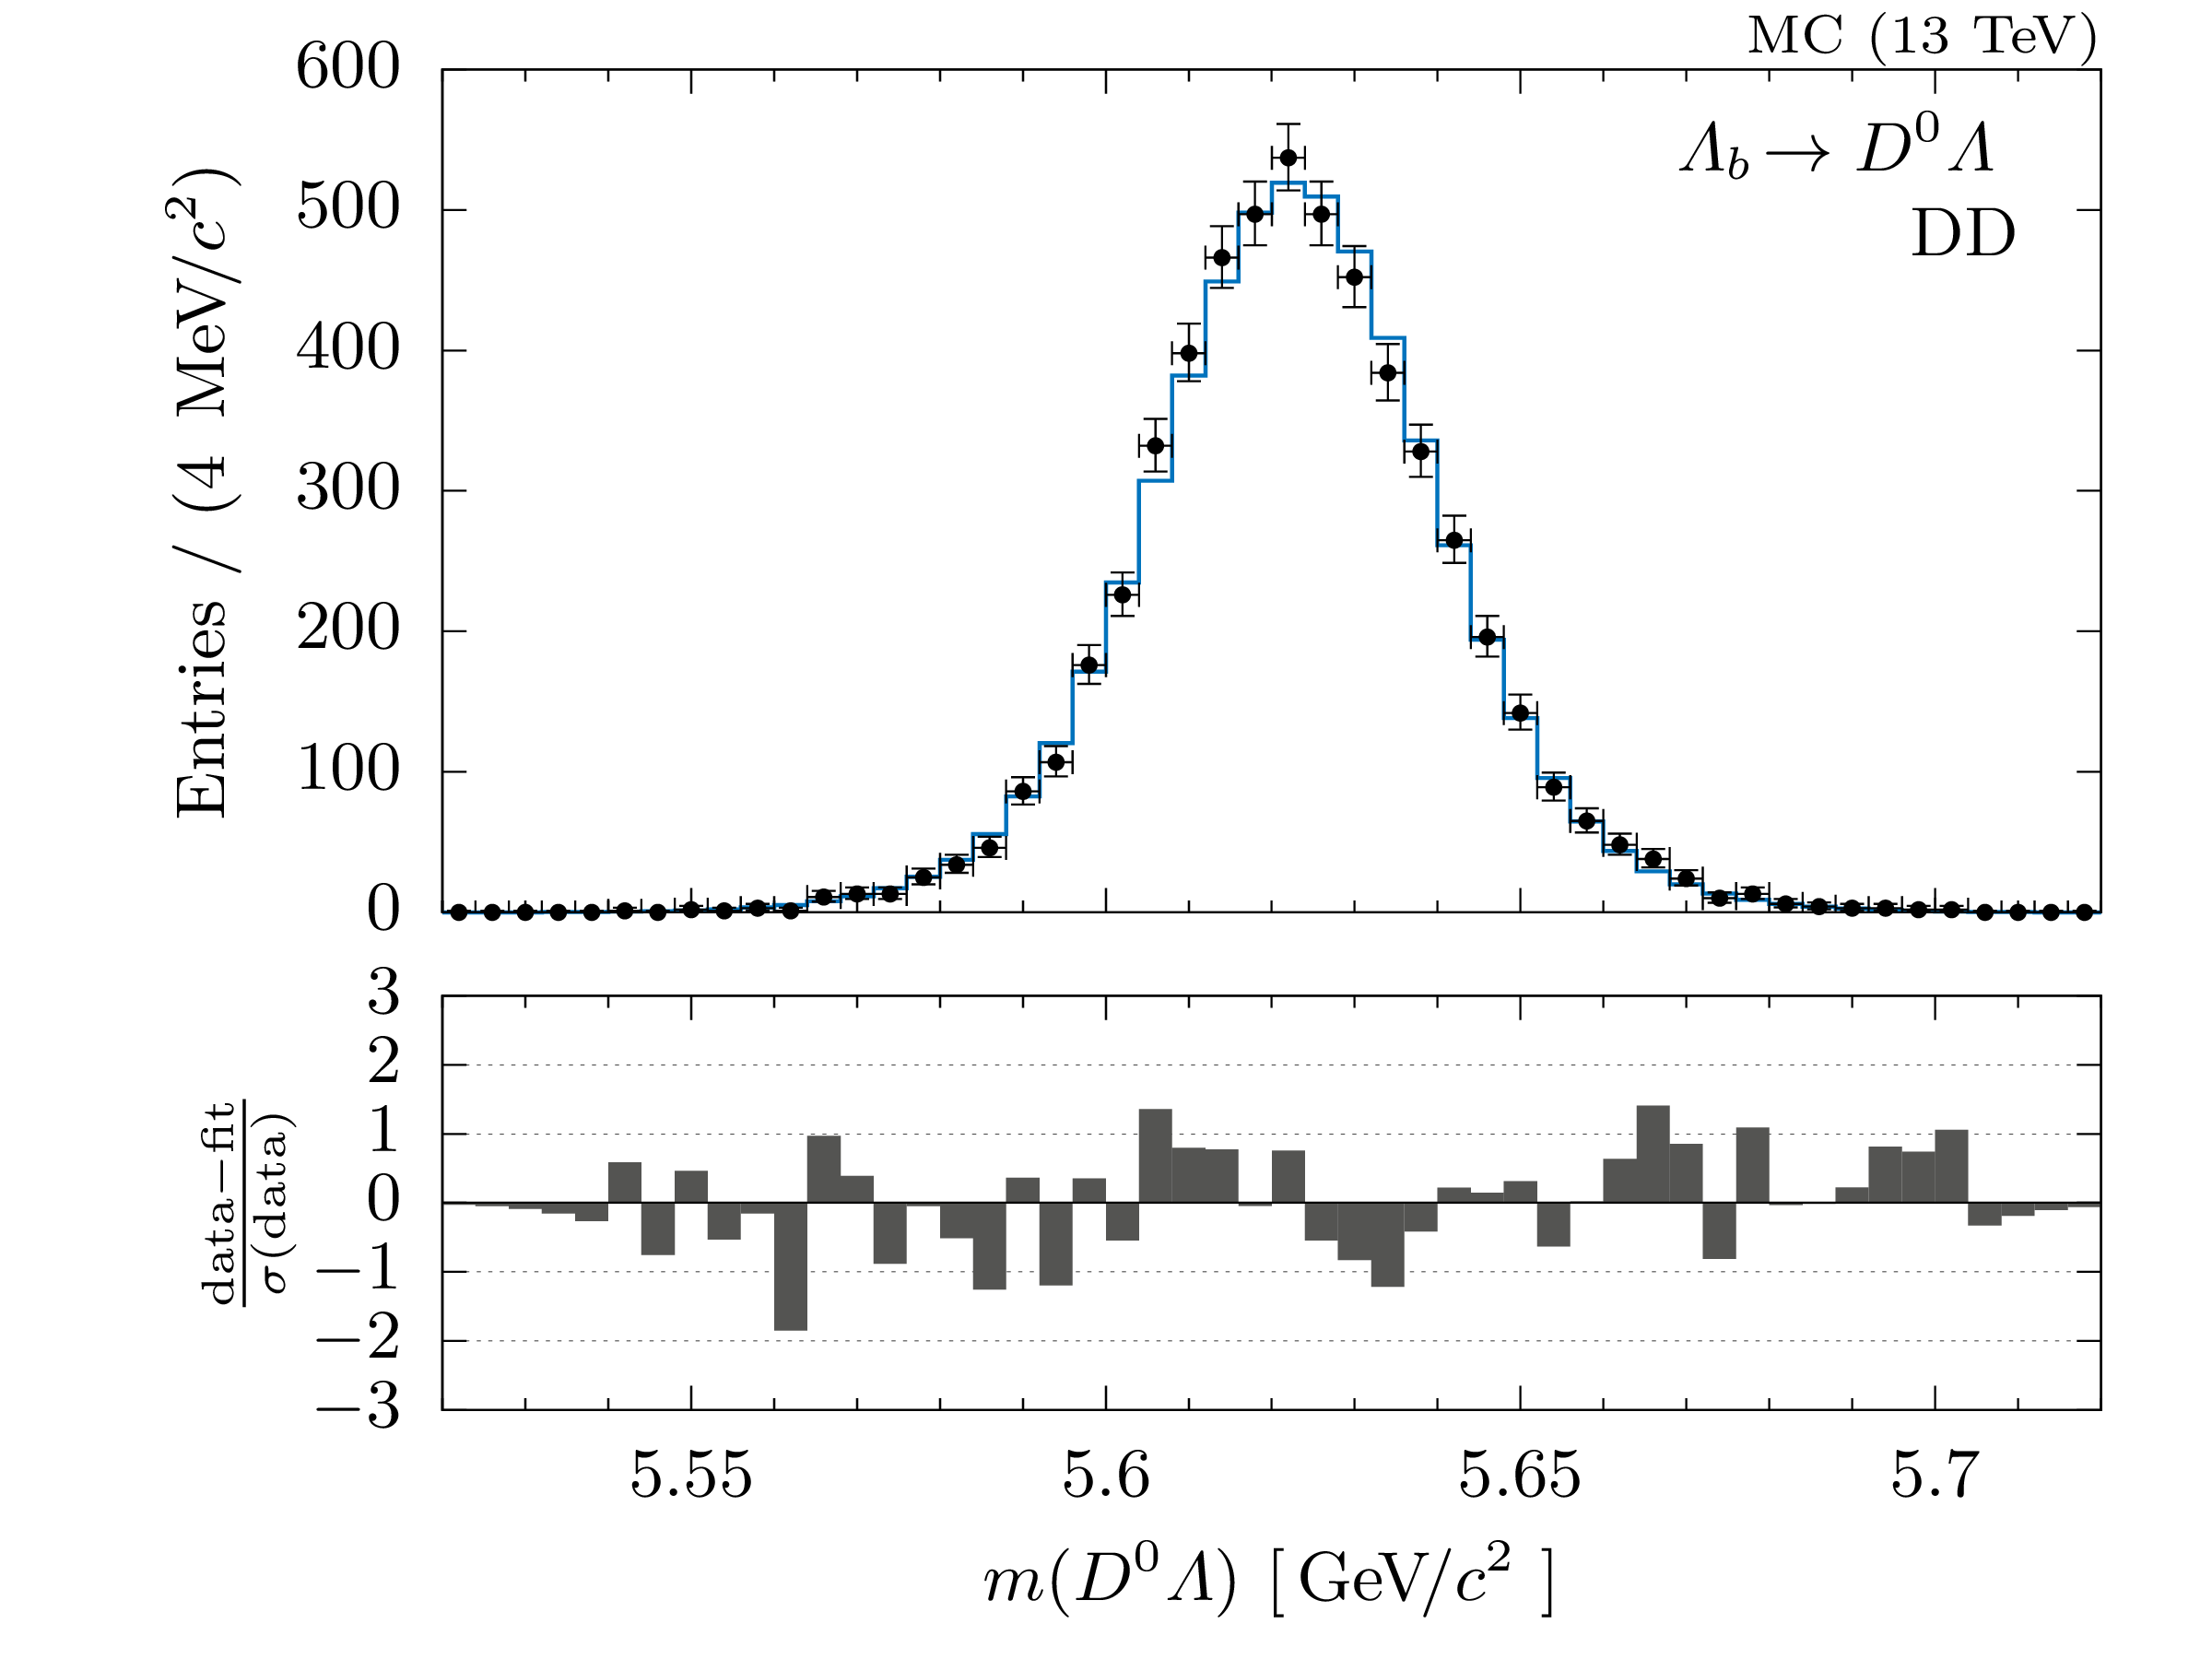 MC (13 TeV)
Λb → D⁰Λ
DD
Entries / (4 MeV/c²)
600
500
400
300
200
100
0
data−fit
σ(data)
3
2
1
0
−1
−2
−3
5.55 5.6 5.65 5.7
m(D⁰Λ) [ GeV/c² ]